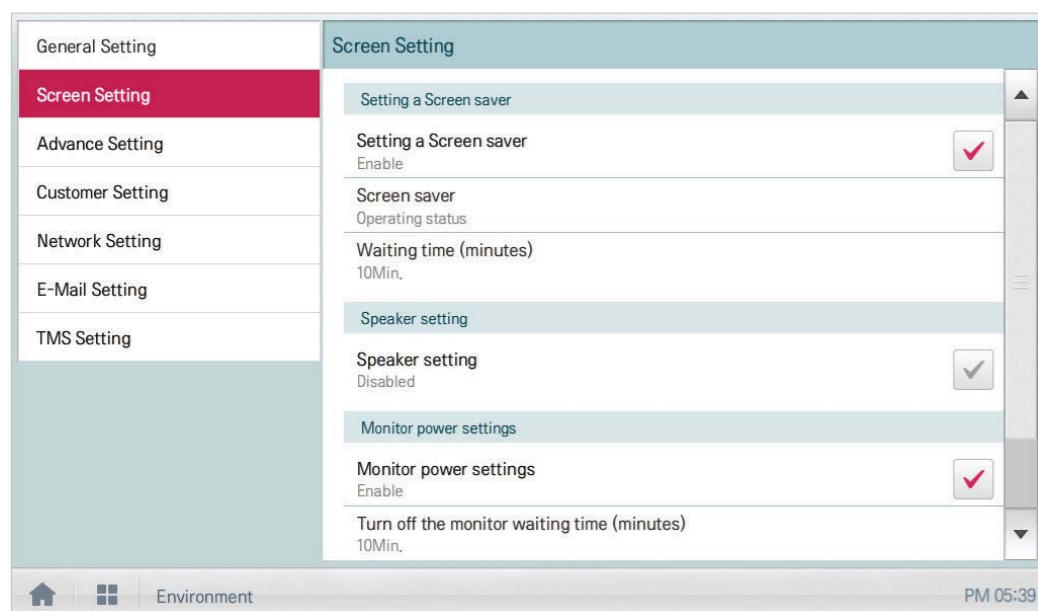 General Setting
Screen Setting
Advance Setting
Customer Setting
Network Setting
E-Mail Setting
TMS Setting
Screen Setting
Setting a Screen saver
Setting a Screen saver
Enable
Screen saver
Operating status
Waiting time (minutes)
10Min.
Speaker setting
Speaker setting
Disabled
Monitor power settings
Monitor power settings
Enable
Turn off the monitor waiting time (minutes)
10Min.
Environment
PM 05:39